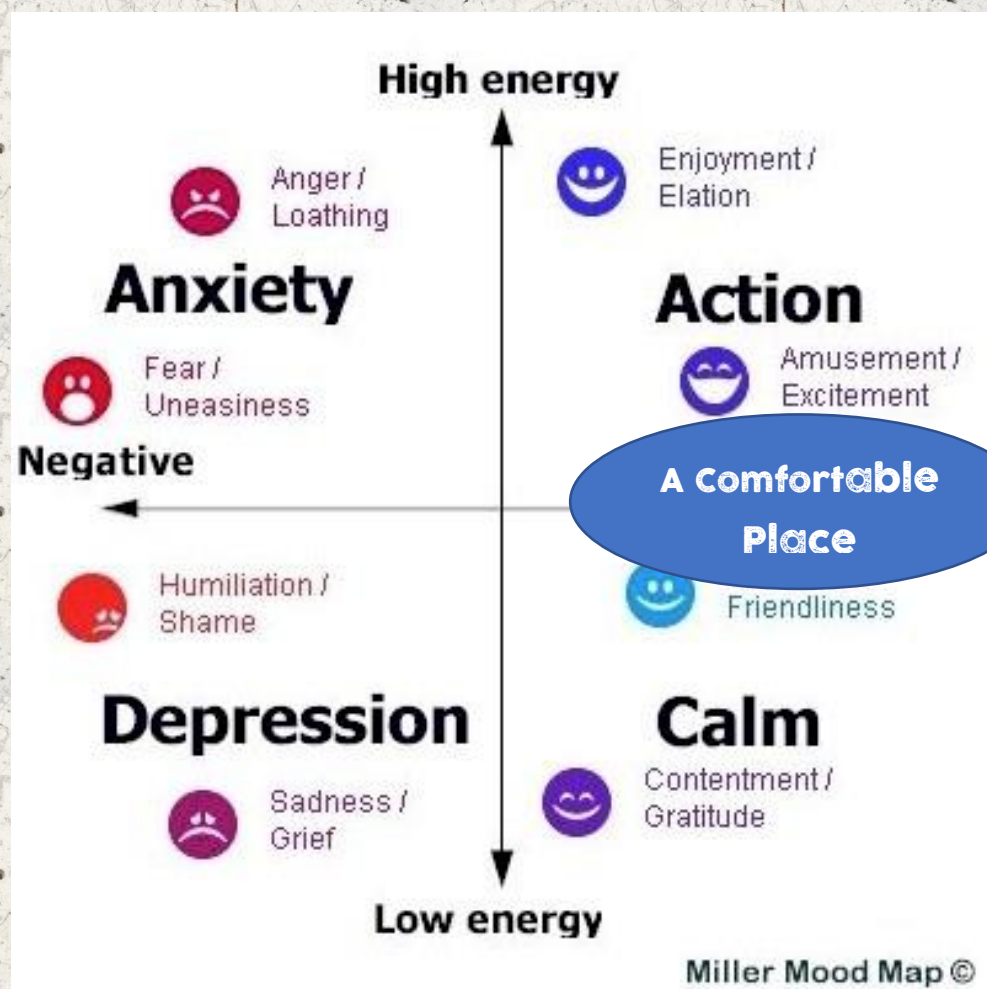 High energy
Anger /
Loathing
Enjoyment /
Elation
Anxiety
Action
Fear /
Uneasiness
Amusement /
Excitement
Negative
A Comfortable
Place
Humiliation /
Shame
Friendliness
Depression
Calm
Sadness /
Grief
Contentment /
Gratitude
Low energy
Miller Mood Map ©